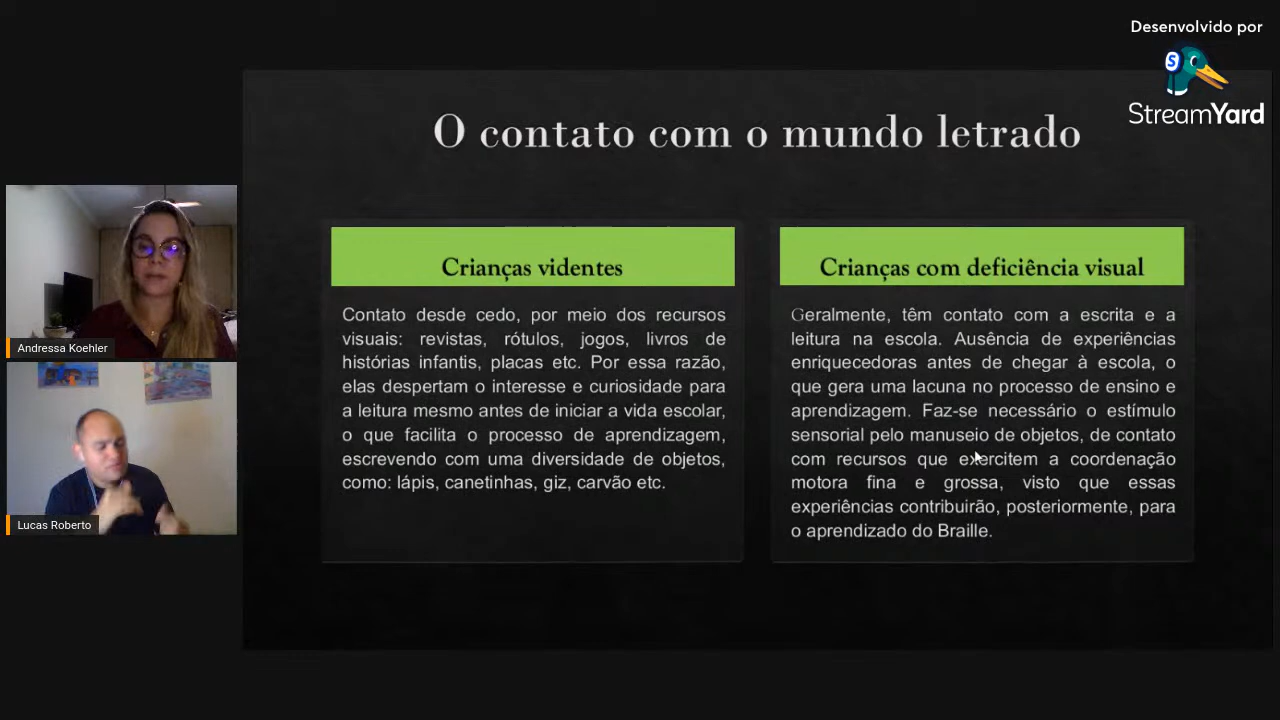 Desenvolvido por
StreamYard
O contato com o mundo letrado
Crianças videntes
Contato desde cedo, por meio dos recursos
visuais: revistas, rótulos, jogos, livros de
histórias infantis, placas etc. Por essa razão,
elas despertam o interesse e curiosidade para
a leitura mesmo antes de iniciar a vida escolar,
o que facilita o processo de aprendizagem,
escrevendo com uma diversidade de objetos,
como: lápis, canetinhas, giz, carvão etc.
Crianças com deficiência visual
Geralmente, têm contato com a escrita e a
leitura na escola. Ausência de experiências
enriquecedoras antes de chegar à escola, o
que gera uma lacuna no processo de ensino e
aprendizagem. Faz-se necessário o estímulo
sensorial pelo manuseio de objetos, de contato
com recursos que exercitem a coordenação
motora fina e grossa, visto que essas
experiências contribuirão, posteriormente, para
o aprendizado do Braille.
Andressa Koehler
Lucas Roberto